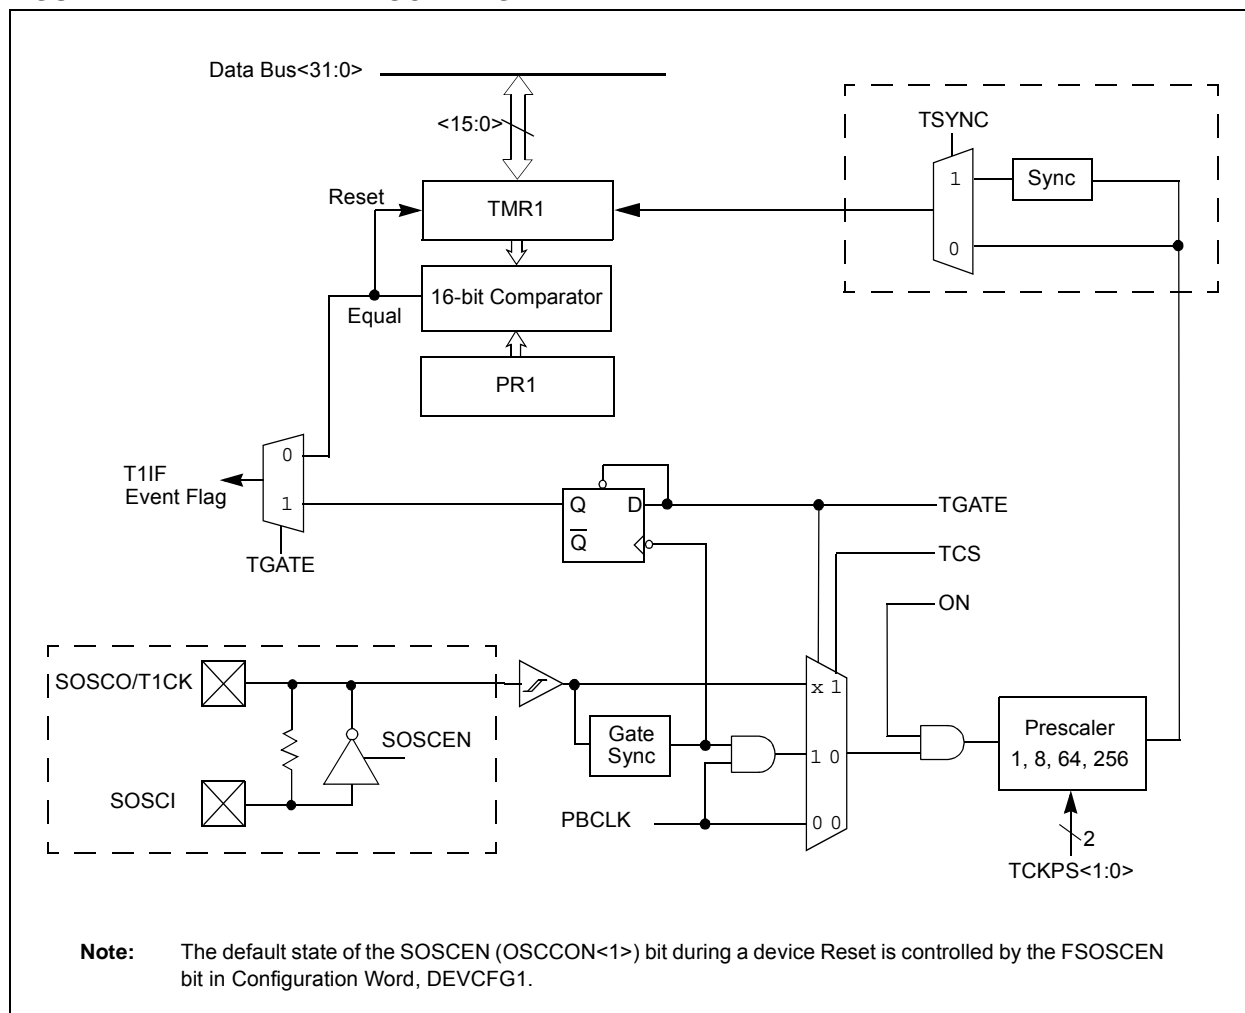 Data Bus<31:0>
<15:0>
TSYNC
1
Sync
Reset
TMR1
0
16-bit Comparator
Equal
PR1
0
T1IF
Event Flag
1
Q
D
TGATE
Q
TGATE
TCS
ON
SOSCO/T1CK
x 1
SOSCEN
Gate
Sync
Prescaler
1, 8, 64, 256
1 0
SOSCI
PBCLK
0 0
2
TCKPS<1:0>
Note: The default state of the SOSCEN (OSCCON<1>) bit during a device Reset is controlled by the FSOSCEN
bit in Configuration Word, DEVCFG1.